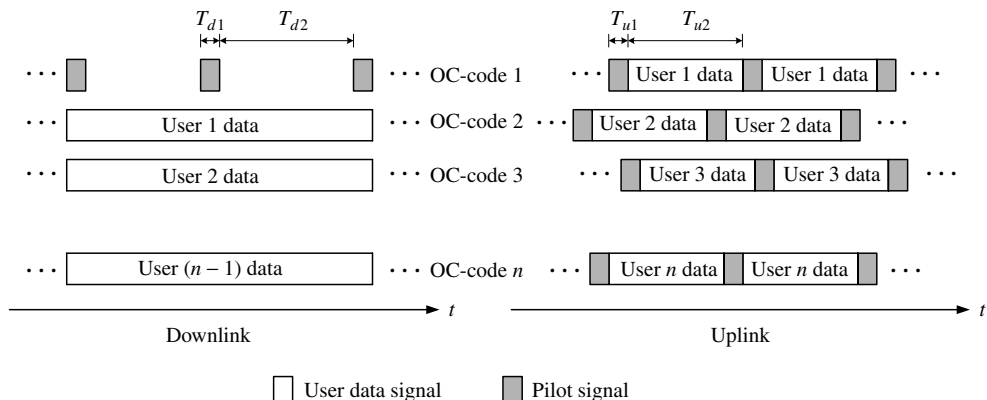 T_{d1} T_{d2} T_{u1} T_{u2}
··· ··· OC-code 1 ··· User 1 data User 1 data ···
··· User 1 data ··· OC-code 2 ··· User 2 data User 2 data ···
··· User 2 data ··· OC-code 3 ··· User 3 data User 3 data ···
··· User (n − 1) data ··· OC-code n ··· User n data User n data ···
t t
Downlink Uplink
User data signal Pilot signal